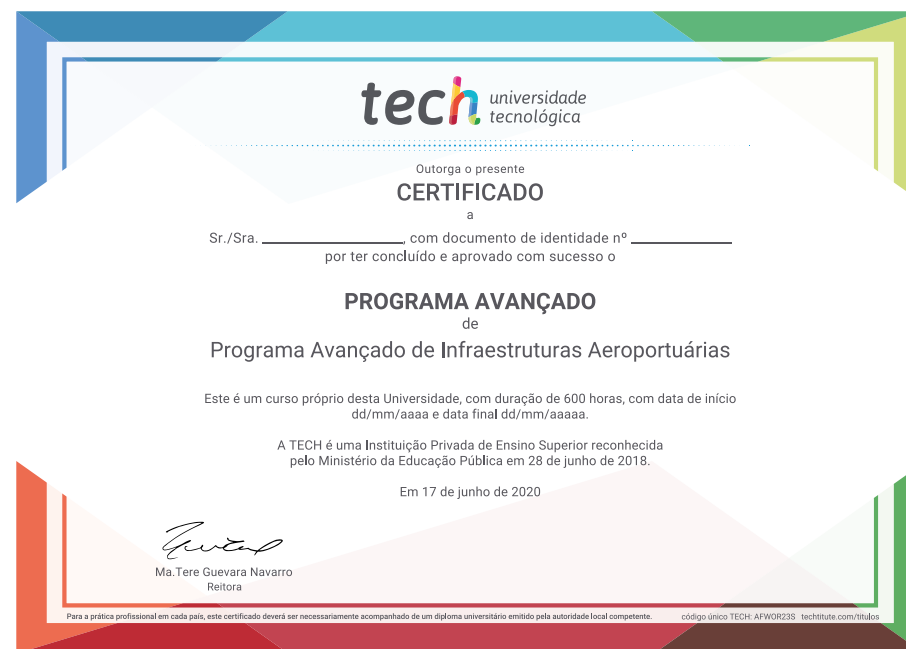 tech universidade
tecnológica
Outorga o presente
CERTIFICADO
a
Sr./Sra. ________________, com documento de identidade nº ____________
por ter concluído e aprovado com sucesso o
PROGRAMA AVANÇADO
de
Programa Avançado de Infraestruturas Aeroportuárias
Este é um curso próprio desta Universidade, com duração de 600 horas, com data de início
dd/mm/aaaa e data final dd/mm/aaaaa.
A TECH é uma Instituição Privada de Ensino Superior reconhecida
pelo Ministério da Educação Pública em 28 de junho de 2018.
Em 17 de junho de 2020
Ma.Tere Guevara Navarro
Reitora
Para a prática profissional em cada país, este certificado deverá ser necessariamente acompanhado de um diploma universitário emitido pela autoridade local competente. código único TECH: AFWOR23S techtitute.com/titulos